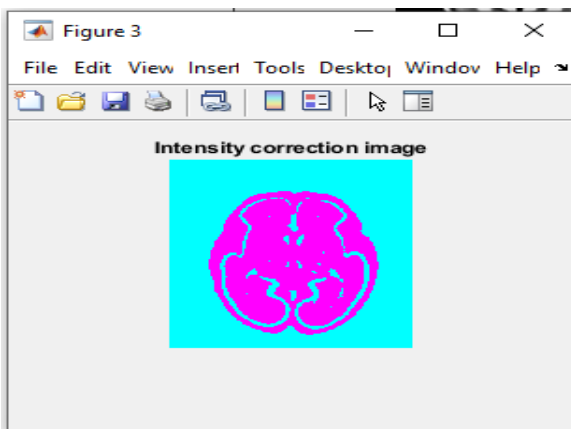 Figure 3
File Edit View Insert Tools Desktop Window Help
Intensity correction image